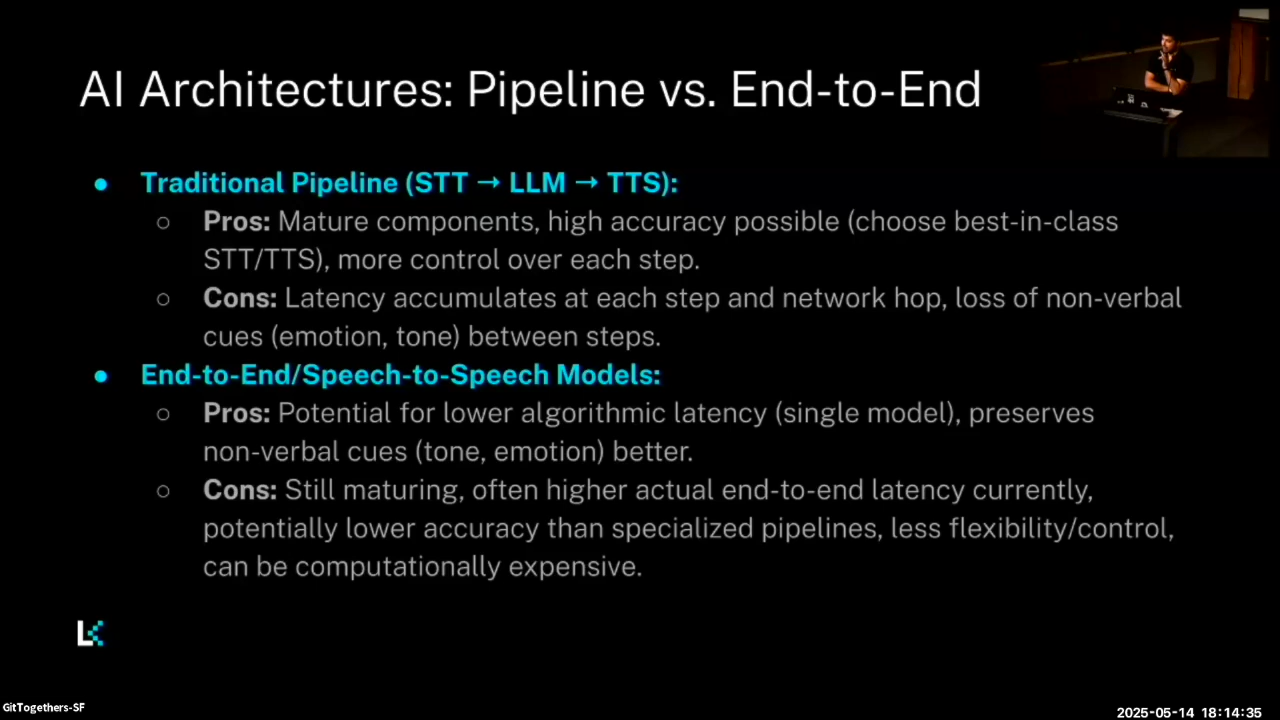 AI Architectures: Pipeline vs. End-to-End
● Traditional Pipeline (STT → LLM → TTS):
○ Pros: Mature components, high accuracy possible (choose best-in-class
STT/TTS), more control over each step.
○ Cons: Latency accumulates at each step and network hop, loss of non-verbal
cues (emotion, tone) between steps.
● End-to-End/Speech-to-Speech Models:
○ Pros: Potential for lower algorithmic latency (single model), preserves
non-verbal cues (tone, emotion) better.
○ Cons: Still maturing, often higher actual end-to-end latency currently,
potentially lower accuracy than specialized pipelines, less flexibility/control,
can be computationally expensive.
GitTogethers-SF
2025-05-14 18:14:35